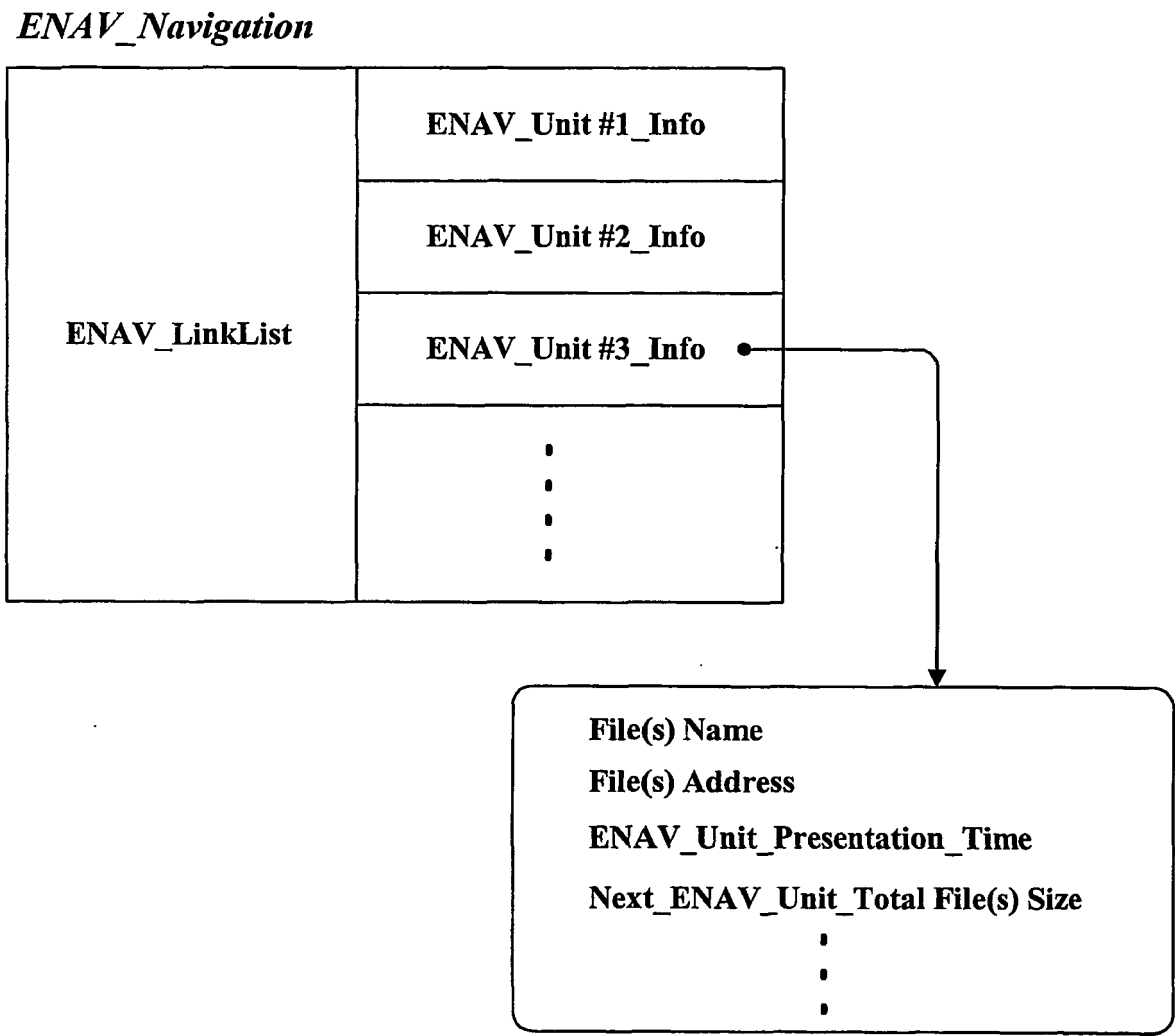 ENAV_Navigation
ENAV_LinkList
ENAV_Unit #1_Info
ENAV_Unit #2_Info
ENAV_Unit #3_Info
File(s) Name
File(s) Address
ENAV_Unit_Presentation_Time
Next_ENAV_Unit_Total File(s) Size